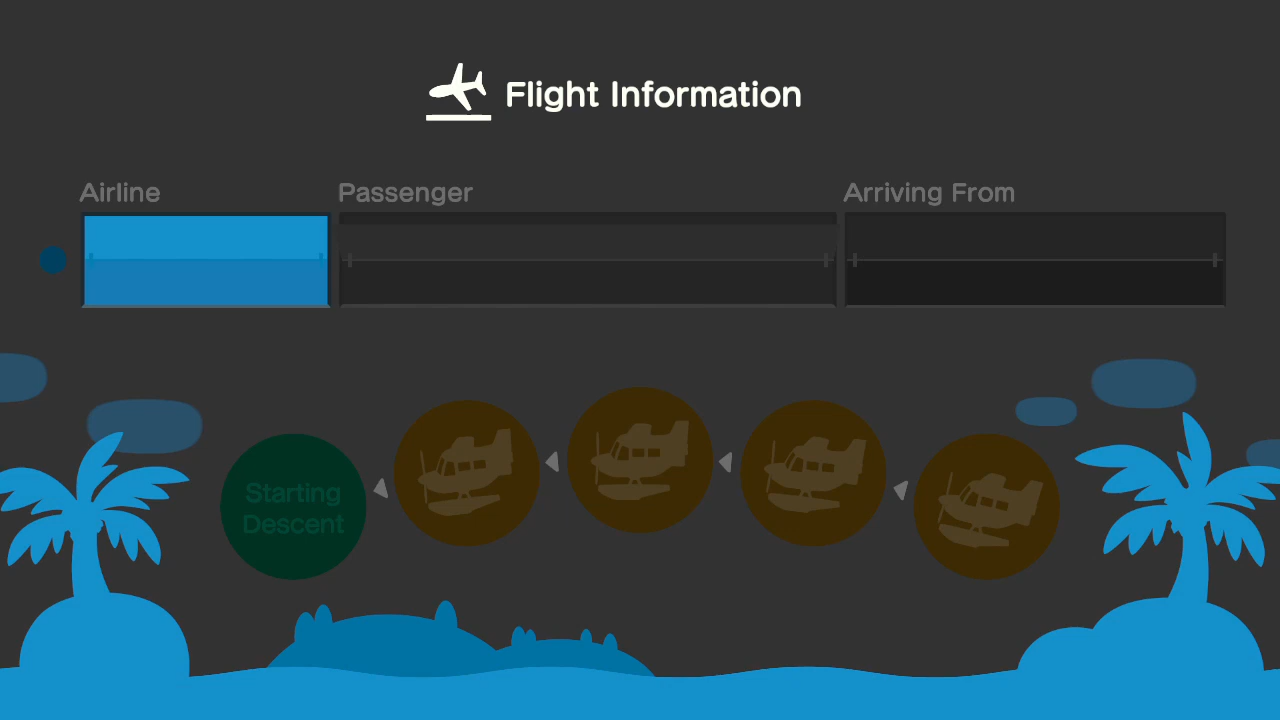 Flight Information
Airline
Passenger
Arriving From
Starting
Descent